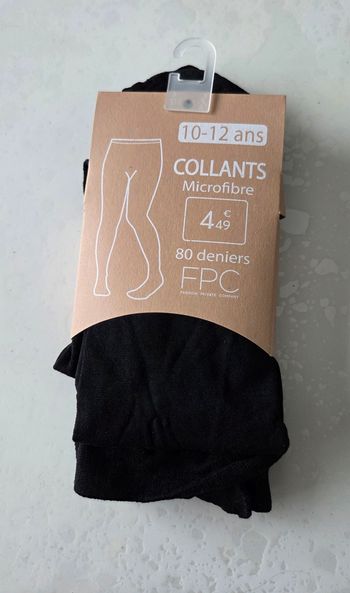 10-12 ans
COLLANTS
Microfibre
4€49
80 deniers
FPC
FASHION PRIVATE COMPANY